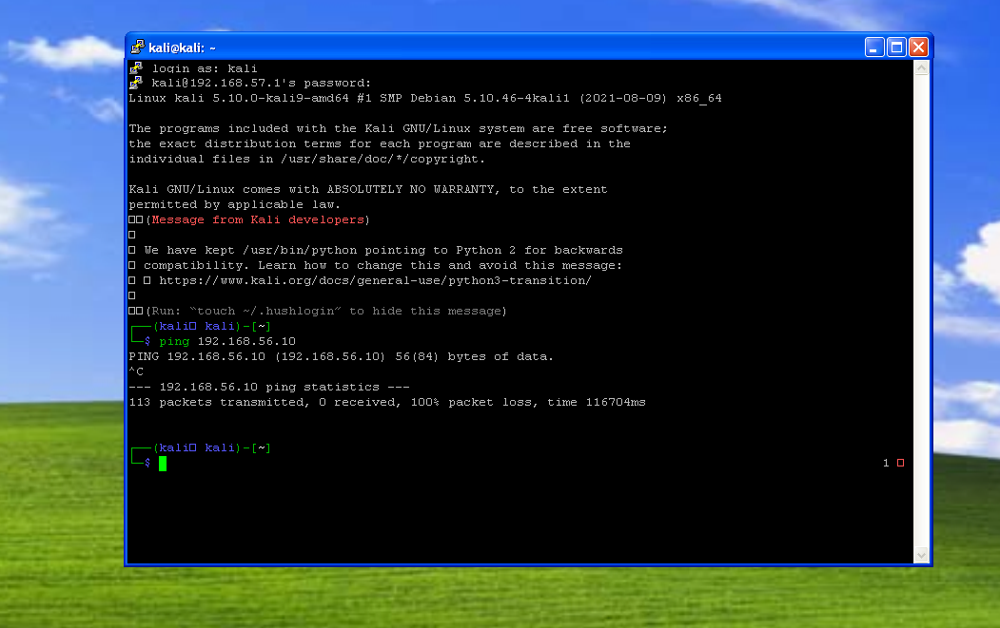 kali@kali: ~
login as: kali
kali@192.168.57.1's password:
Linux kali 5.10.0-kali9-amd64 #1 SMP Debian 5.10.46-4kali1 (2021-08-09) x86_64
The programs included with the Kali GNU/Linux system are free software;
the exact distribution terms for each program are described in the
individual files in /usr/share/doc/*/copyright.
Kali GNU/Linux comes with ABSOLUTELY NO WARRANTY, to the extent
permitted by applicable law.
□□(Message from Kali developers)
□
□ We have kept /usr/bin/python pointing to Python 2 for backwards
□ compatibility. Learn how to change this and avoid this message:
□ □ https://www.kali.org/docs/general-use/python3-transition/
□
□□(Run: “touch ~/.hushlogin” to hide this message)
┌──(kali□ kali)-[~]
└─$ ping 192.168.56.10
PING 192.168.56.10 (192.168.56.10) 56(84) bytes of data.
^C
--- 192.168.56.10 ping statistics ---
113 packets transmitted, 0 received, 100% packet loss, time 116704ms
┌──(kali□ kali)-[~]
└─$ 1 □